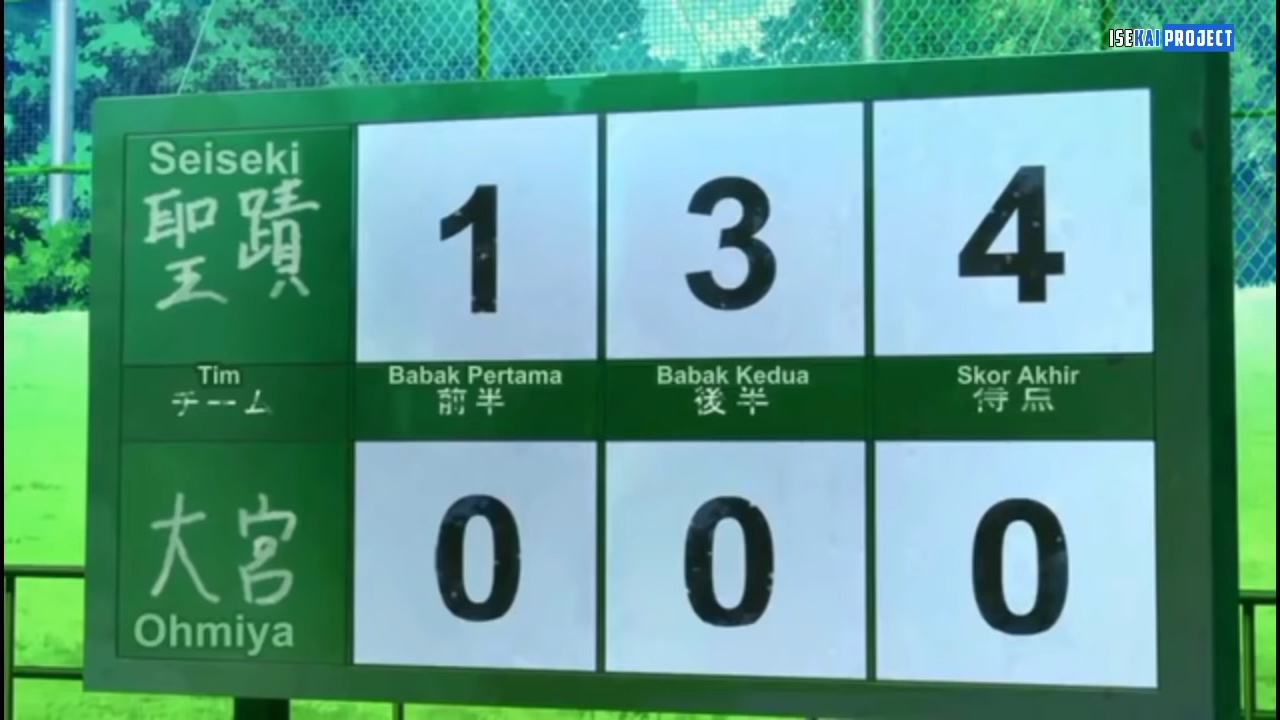 ISEKAI PROJECT
Seiseki
聖蹟
1 3 4
Tim Babak Pertama Babak Kedua Skor Akhir
チーム 前半 後半 得点
0 0 0
大宮
Ohmiya